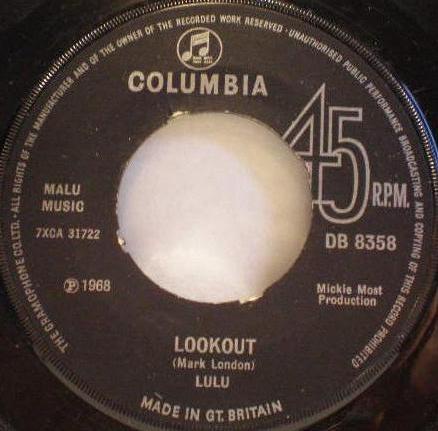 THE GRAMOPHONE CO. LTD. · ALL RIGHTS OF THE MANUFACTURER AND OF THE OWNER OF THE RECORDED WORK RESERVED · UNAUTHORISED PUBLIC PERFORMANCE BROADCASTING AND COPYING OF THIS RECORD PROHIBITED
COLUMBIA
45
R.P.M.
MALU
MUSIC
7XCA 31722
DB 8358
Ⓟ 1968
Mickie Most
Production
LOOKOUT
(Mark London)
LULU
MADE IN GT. BRITAIN